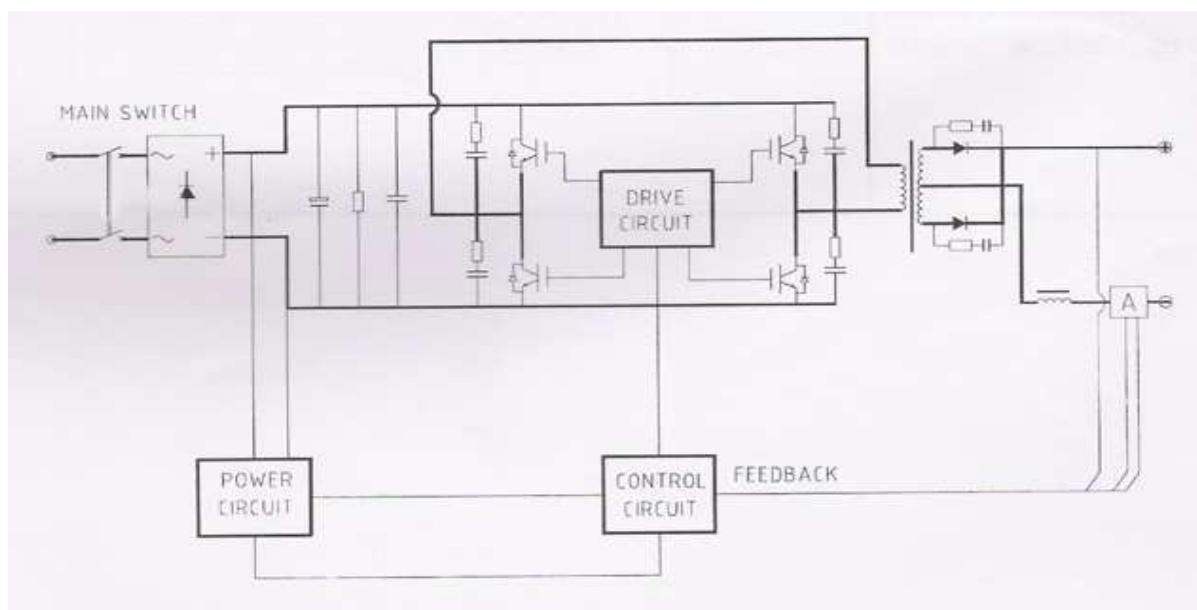 MAIN SWITCH
DRIVE
CIRCUIT
A
POWER
CIRCUIT
CONTROL
CIRCUIT
FEEDBACK